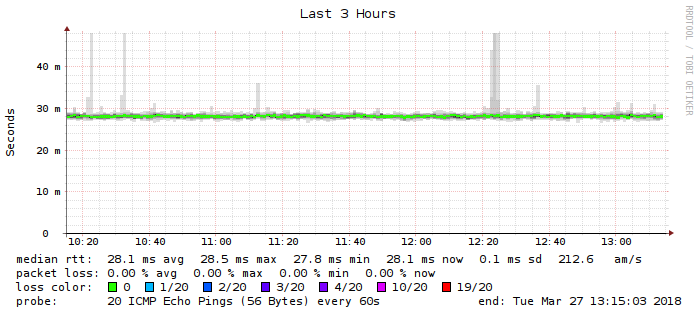 Last 3 Hours
RRDTOOL / TOBI OETIKER
Seconds
40 m
30 m
20 m
10 m
0
10:20 10:40 11:00 11:20 11:40 12:00 12:20 12:40 13:00
median rtt: 28.1 ms avg 28.5 ms max 27.8 ms min 28.1 ms now 0.1 ms sd 212.6 am/s
packet loss: 0.00 % avg 0.00 % max 0.00 % min 0.00 % now
loss color: 0 1/20 2/20 3/20 4/20 10/20 19/20
probe: 20 ICMP Echo Pings (56 Bytes) every 60s end: Tue Mar 27 13:15:03 2018